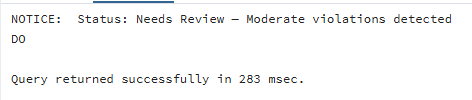 NOTICE:  Status: Needs Review — Moderate violations detected
DO
Query returned successfully in 283 msec.